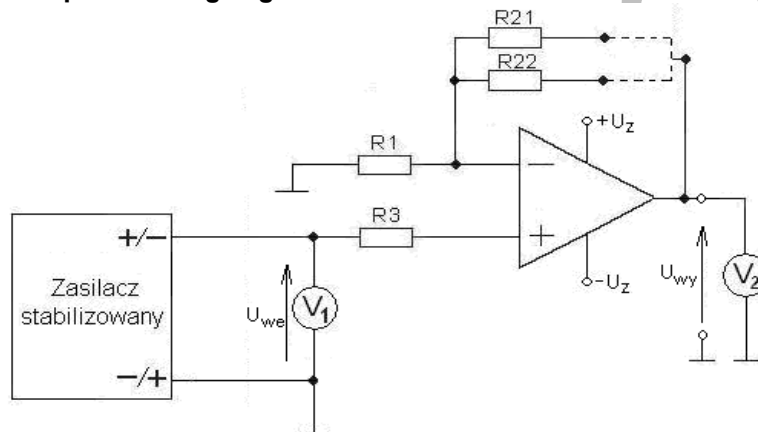 R21
R22
+Uz
R1
−
R3
+
+/−
Zasilacz
stabilizowany
Uwe
V1
−Uz
Uwy
V2
−/+